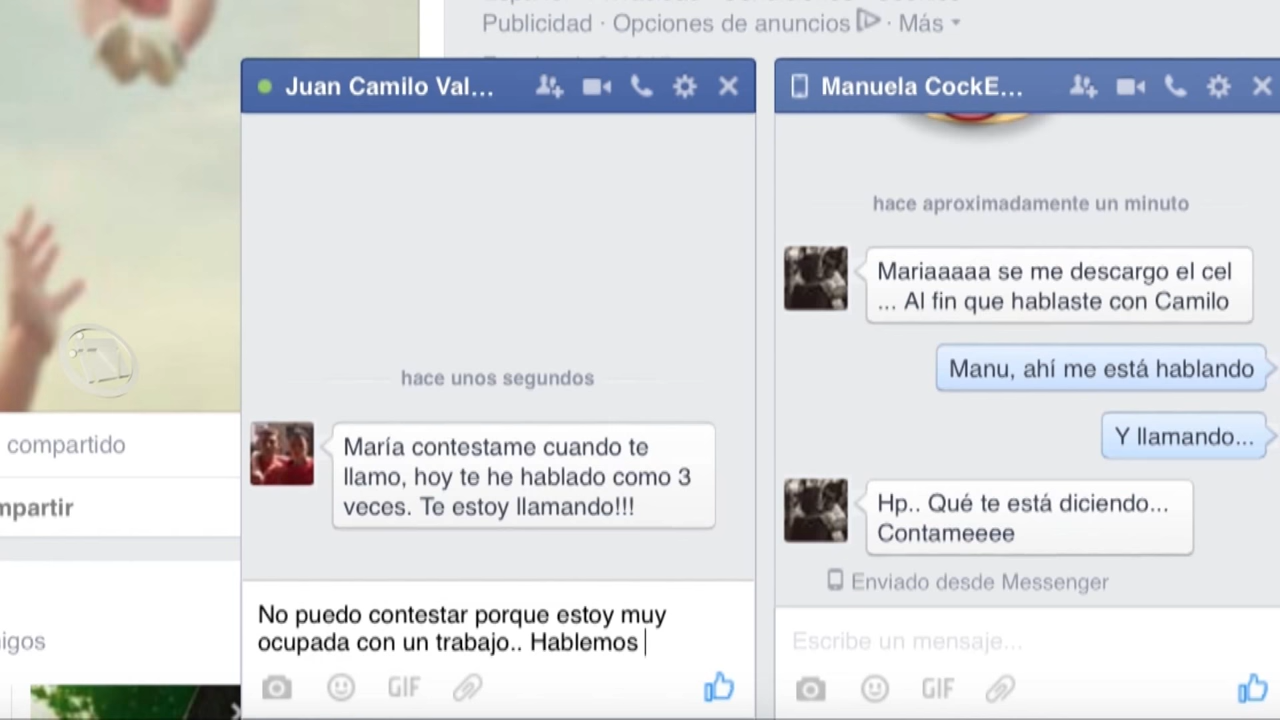 Publicidad · Opciones de anuncios · Más
Juan Camilo Val...
hace unos segundos
María contestame cuando te
llamo, hoy te he hablado como 3
veces. Te estoy llamando!!!
No puedo contestar porque estoy muy
ocupada con un trabajo.. Hablemos
GIF
Manuela CockE...
hace aproximadamente un minuto
Mariaaaaa se me descargo el cel
... Al fin que hablaste con Camilo
Manu, ahí me está hablando
Y llamando...
Hp.. Qué te está diciendo...
Contameeee
Enviado desde Messenger
Escribe un mensaje...
GIF
compartido
mpartir
igos